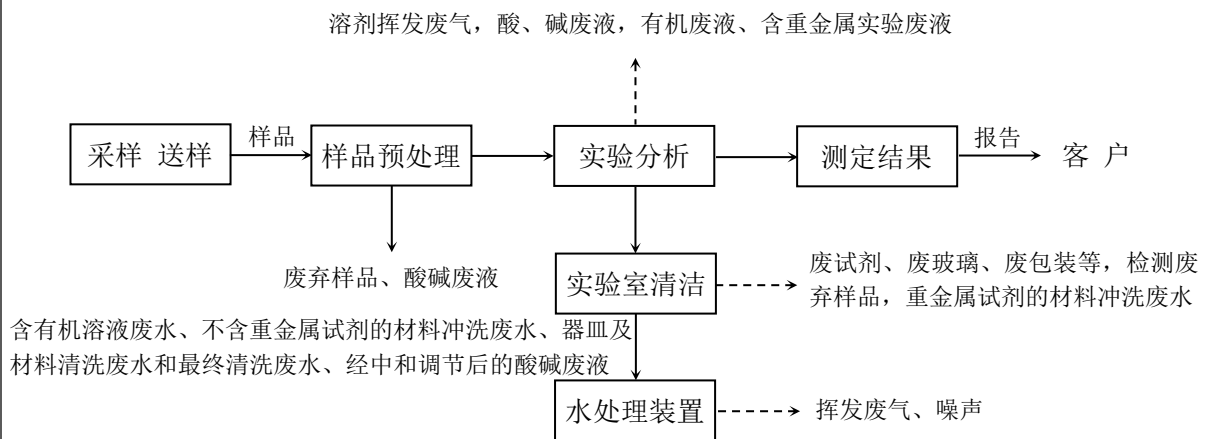 溶剂挥发废气，酸、碱废液，有机废液、含重金属实验废液
采样 送样
样品
样品预处理
实验分析
测定结果
报告
客 户
废弃样品、酸碱废液
实验室清洁
废试剂、废玻璃、废包装等，检测废
弃样品，重金属试剂的材料冲洗废水
含有机溶液废水、不含重金属试剂的材料冲洗废水、器皿及
材料清洗废水和最终清洗废水、经中和调节后的酸碱废液
水处理装置
挥发废气、噪声